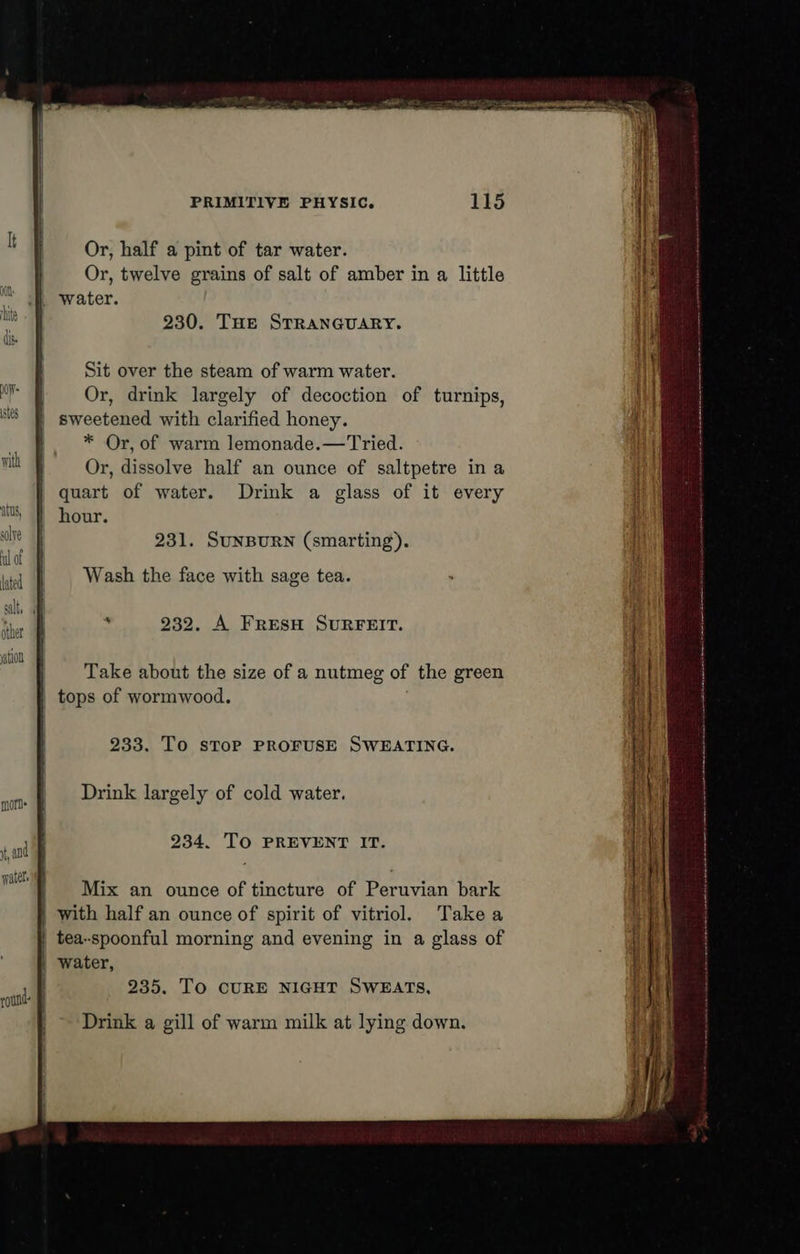 PRIMITIVE PHYSIC. 115
Or, half a pint of tar water.
Or, twelve grains of salt of amber in a little
water.
230. THE STRANGUARY.
Sit over the steam of warm water.
Or, drink largely of decoction of turnips,
sweetened with clarified honey.
* Or, of warm lemonade.—Tried.
Or, dissolve half an ounce of saltpetre in a
quart of water. Drink a glass of it every
hour.
231. SUNBURN (smarting).
Wash the face with sage tea.
232. A FRESH SURFEIT.
Take about the size of a nutmeg of the green
tops of wormwood.
233. TO STOP PROFUSE SWEATING.
Drink largely of cold water.
234. TO PREVENT IT.
Mix an ounce of tincture of Peruvian bark
with half an ounce of spirit of vitriol. Take a
tea-spoonful morning and evening in a glass of
water,
235. TO CURE NIGHT SWEATS.
Drink a gill of warm milk at lying down.
It
with
solve
salt.
other
water.